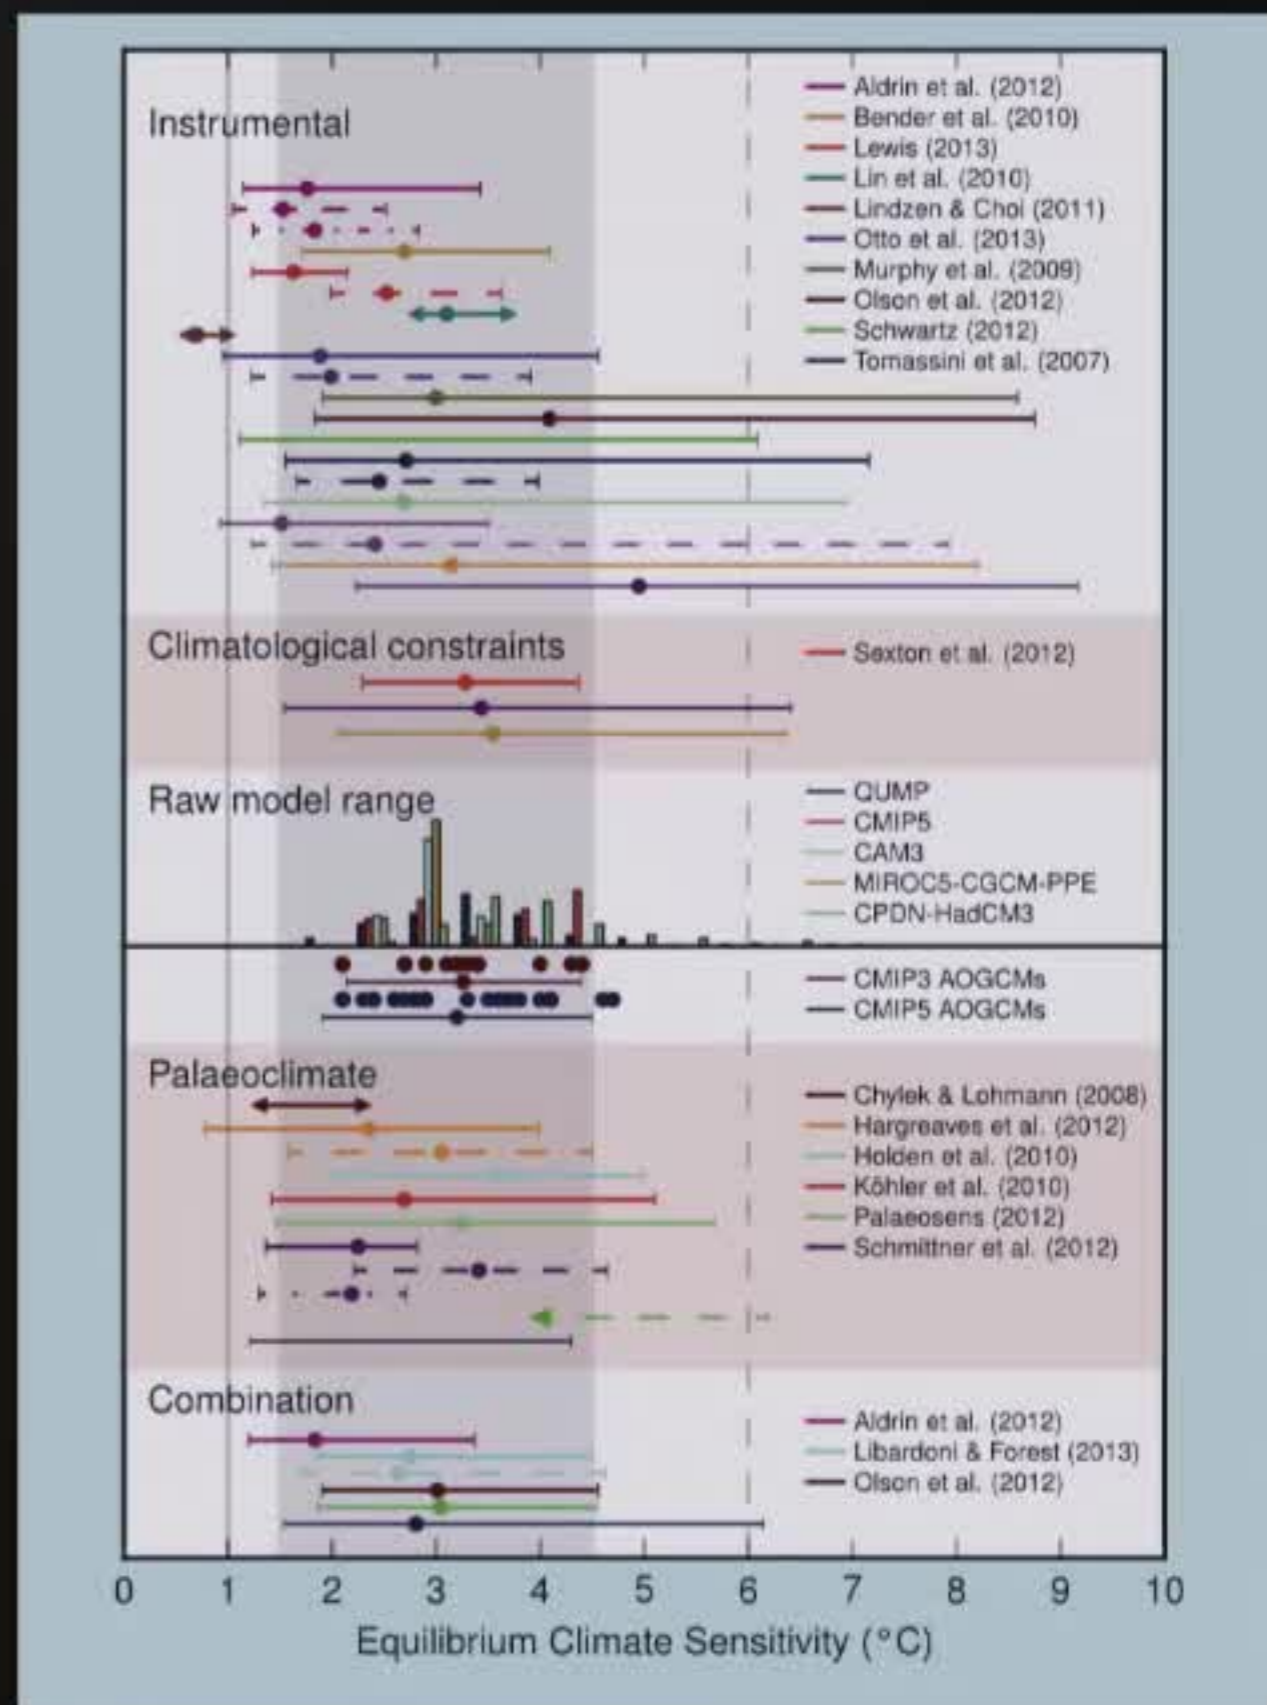 Instrumental
Aldrin et al. (2012)
Bender et al. (2010)
Lewis (2013)
Lin et al. (2010)
Lindzen & Choi (2011)
Otto et al. (2013)
Murphy et al. (2009)
Olson et al. (2012)
Schwartz (2012)
Tomassini et al. (2007)
Climatological constraints
Sexton et al. (2012)
Raw model range
QUMP
CMIP5
CAM3
MIROC5-CGCM-PPE
CPDN-HadCM3
CMIP3 AOGCMs
CMIP5 AOGCMs
Palaeoclimate
Chylek & Lohmann (2008)
Hargreaves et al. (2012)
Holden et al. (2010)
Köhler et al. (2010)
Palaeosens (2012)
Schmittner et al. (2012)
Combination
Aldrin et al. (2012)
Libardoni & Forest (2013)
Olson et al. (2012)
0 1 2 3 4 5 6 7 8 9 10
Equilibrium Climate Sensitivity (°C)